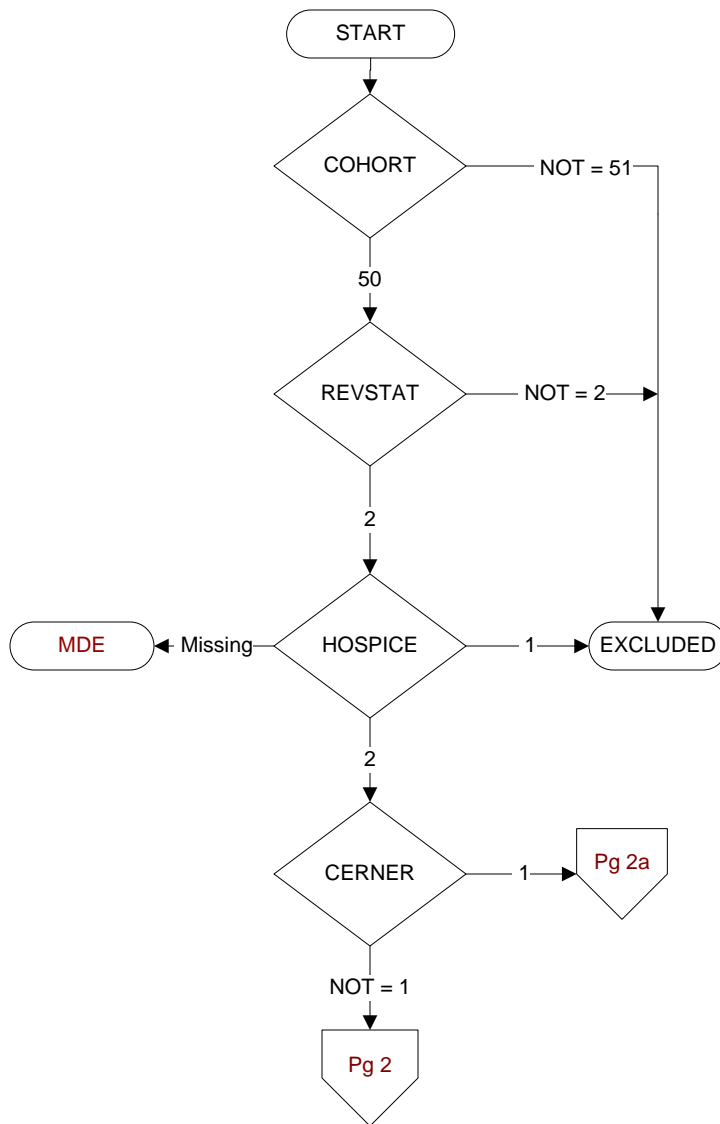 START
COHORT
NOT = 51
50
REVSTAT
NOT = 2
2
MDE
Missing
HOSPICE
1
EXCLUDED
2
CERNER
1
Pg 2a
NOT = 1
Pg 2